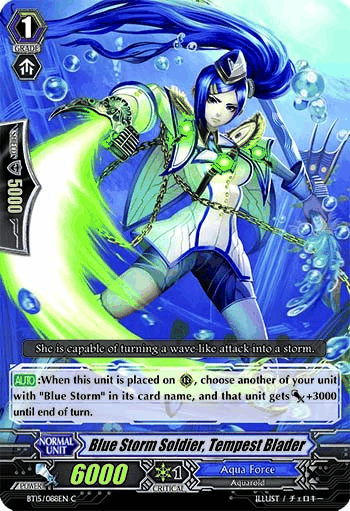 1
GRADE
SHIELD
5000
She is capable of turning a wave-like attack into a storm.
AUTO :When this unit is placed on R, choose another of your unit
with "Blue Storm" in its card name, and that unit gets +3000
until end of turn.
NORMAL UNIT
Blue Storm Soldier, Tempest Blader
POWER 6000
1 CRITICAL
Aqua Force
Aquaroid
BT15/088EN C
ILLUST / チェロキー